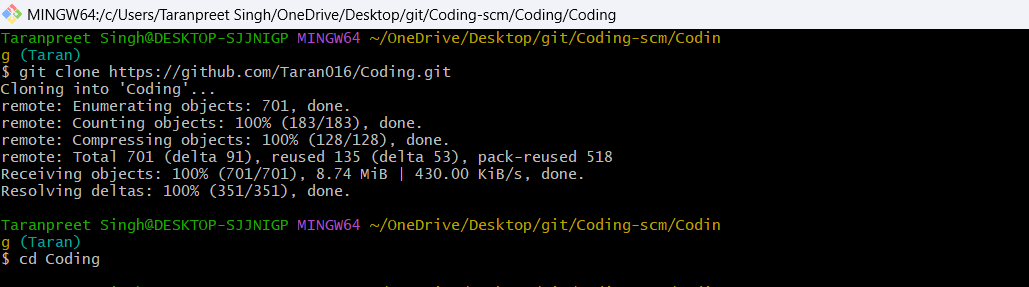 MINGW64:/c/Users/Taranpreet Singh/OneDrive/Desktop/git/Coding-scm/Coding/Coding
Taranpreet Singh@DESKTOP-SJJNIGP MINGW64 ~/OneDrive/Desktop/git/Coding-scm/Codin
g (Taran)
$ git clone https://github.com/Taran016/Coding.git
Cloning into 'Coding'...
remote: Enumerating objects: 701, done.
remote: Counting objects: 100% (183/183), done.
remote: Compressing objects: 100% (128/128), done.
remote: Total 701 (delta 91), reused 135 (delta 53), pack-reused 518
Receiving objects: 100% (701/701), 8.74 MiB | 430.00 KiB/s, done.
Resolving deltas: 100% (351/351), done.
Taranpreet Singh@DESKTOP-SJJNIGP MINGW64 ~/OneDrive/Desktop/git/Coding-scm/Codin
g (Taran)
$ cd Coding